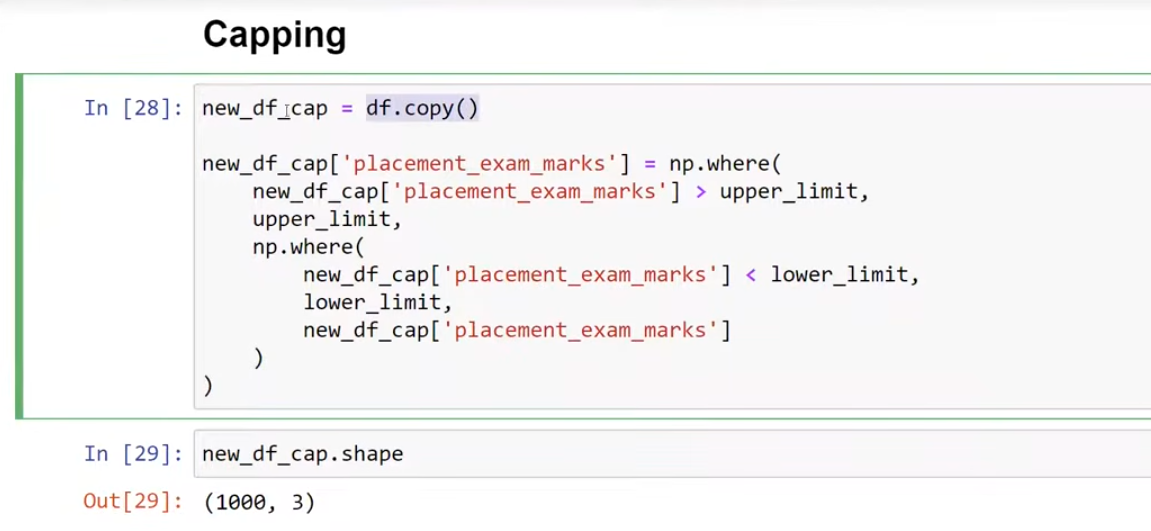 Capping
In [28]: new_df_cap = df.copy()
new_df_cap['placement_exam_marks'] = np.where(
    new_df_cap['placement_exam_marks'] > upper_limit,
    upper_limit,
    np.where(
        new_df_cap['placement_exam_marks'] < lower_limit,
        lower_limit,
        new_df_cap['placement_exam_marks']
    )
)
In [29]: new_df_cap.shape
Out[29]: (1000, 3)